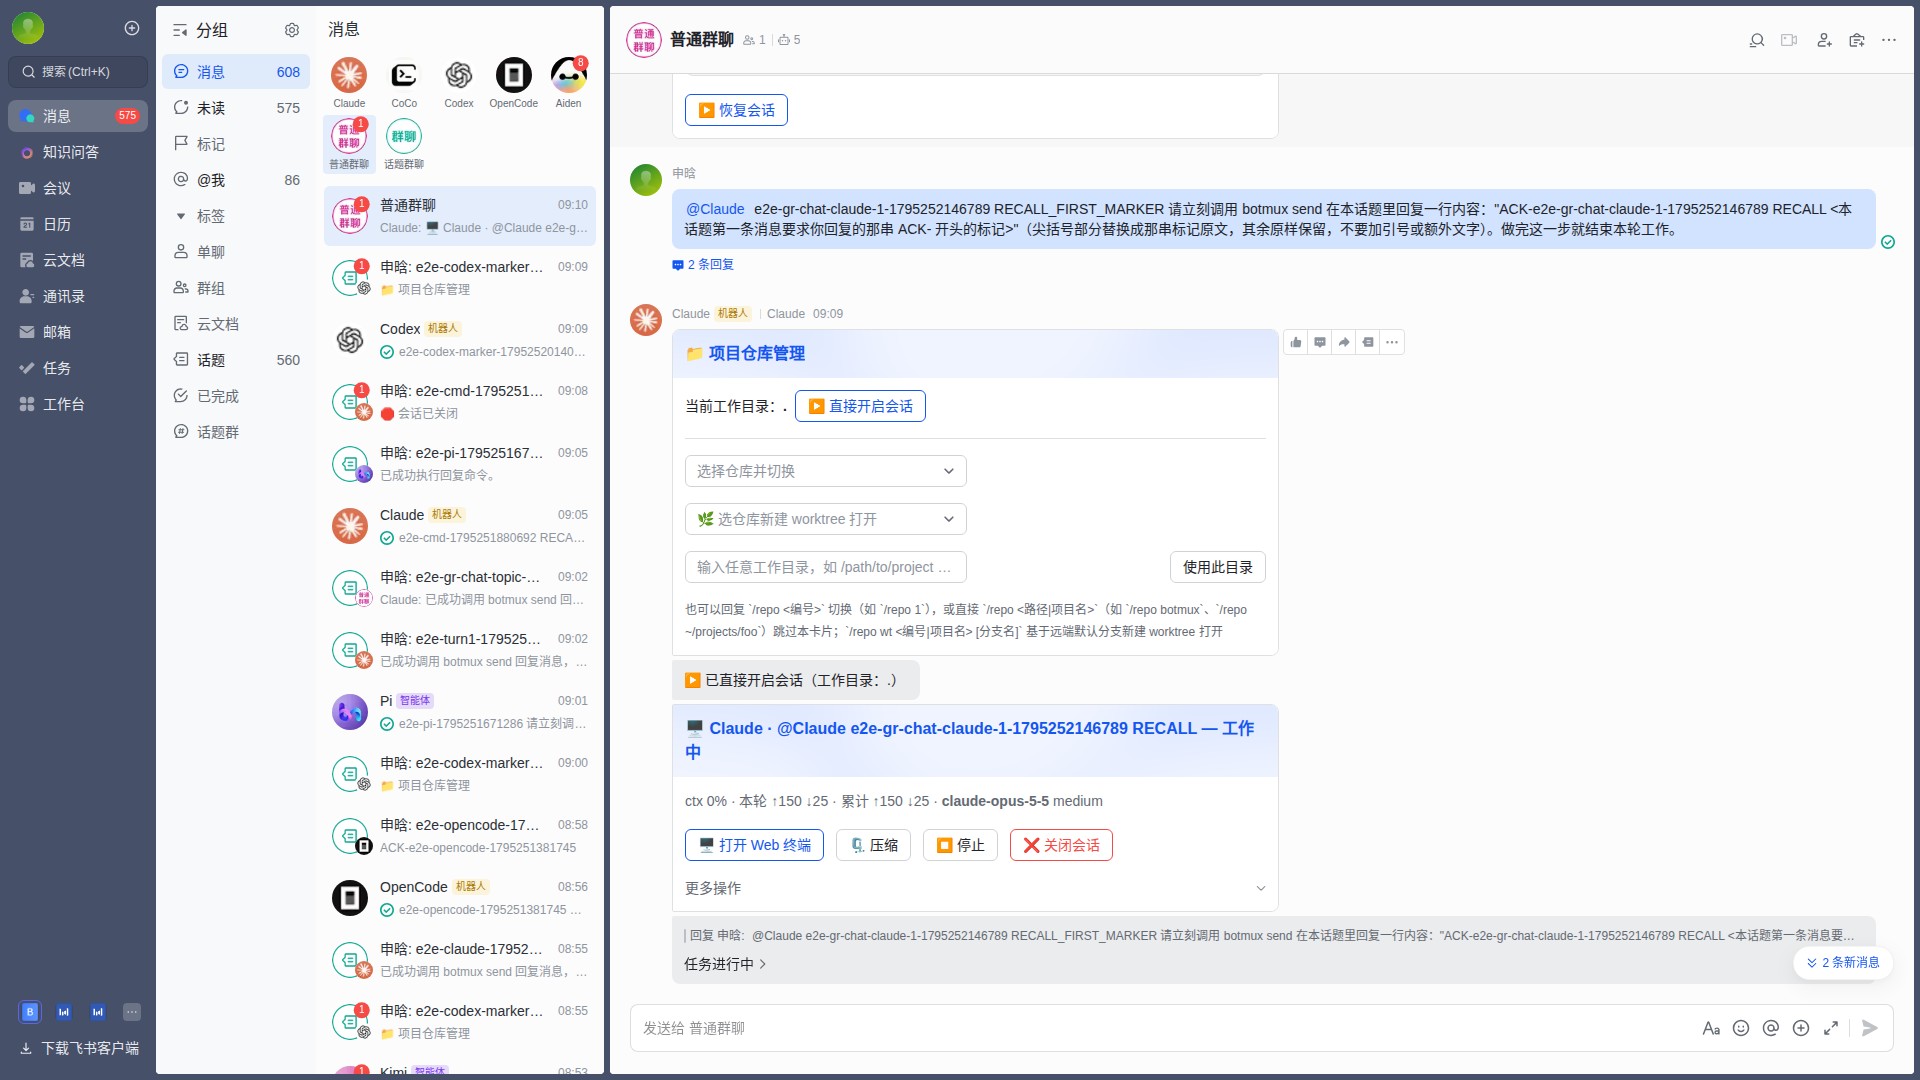 搜索 (Ctrl+K)
消息 575
知识问答
会议
日历
云文档
通讯录
邮箱
任务
工作台
下载飞书客户端
分组
消息 608
未读 575
标记
@我 86
标签
单聊
群组
云文档
话题 560
已完成
话题群
消息
8
Claude CoCo Codex OpenCode Aiden
普通群聊 1 群聊
普通群聊 话题群聊
普通群聊 09:10
Claude: 🖥️ Claude · @Claude e2e-g…
申晗: e2e-codex-marker… 09:09
📁 项目仓库管理
Codex 机器人 09:09
e2e-codex-marker-17952520140…
申晗: e2e-cmd-1795251… 09:08
🛑 会话已关闭
申晗: e2e-pi-179525167… 09:05
已成功执行回复命令。
Claude 机器人 09:05
e2e-cmd-1795251880692 RECA…
申晗: e2e-gr-chat-topic-… 09:02
Claude: 已成功调用 botmux send 回…
申晗: e2e-turn1-179525… 09:02
已成功调用 botmux send 回复消息，…
Pi 智能体 09:01
e2e-pi-1795251671286 请立刻调…
申晗: e2e-codex-marker… 09:00
📁 项目仓库管理
申晗: e2e-opencode-17… 08:58
ACK-e2e-opencode-1795251381745
OpenCode 机器人 08:56
e2e-opencode-1795251381745 …
申晗: e2e-claude-17952… 08:55
已成功调用 botmux send 回复消息，…
申晗: e2e-codex-marker… 08:55
📁 项目仓库管理
Kimi 智能体 08:53
普通群聊
普通群聊 1 5
▶️ 恢复会话
申晗
@Claude e2e-gr-chat-claude-1-1795252146789 RECALL_FIRST_MARKER 请立刻调用 botmux send 在本话题里回复一行内容："ACK-e2e-gr-chat-claude-1-1795252146789 RECALL <本
话题第一条消息要求你回复的那串 ACK- 开头的标记>"（尖括号部分替换成那串标记原文，其余原样保留，不要加引号或额外文字）。做完这一步就结束本轮工作。
2 条回复
Claude 机器人 Claude 09:09
📁 项目仓库管理
当前工作目录：. ▶️ 直接开启会话
选择仓库并切换
🌿 选仓库新建 worktree 打开
输入任意工作目录，如 /path/to/project … 使用此目录
也可以回复 `/repo <编号>` 切换（如 `/repo 1`），或直接 `/repo <路径|项目名>`（如 `/repo botmux`、`/repo
~/projects/foo`）跳过本卡片；`/repo wt <编号|项目名> [分支名]` 基于远端默认分支新建 worktree 打开
▶️ 已直接开启会话（工作目录：.）
🖥️ Claude · @Claude e2e-gr-chat-claude-1-1795252146789 RECALL — 工作
中
ctx 0% · 本轮 ↑150 ↓25 · 累计 ↑150 ↓25 · claude-opus-5-5 medium
🖥️ 打开 Web 终端 🗜️ 压缩 ⏹️ 停止 ❌ 关闭会话
更多操作
回复 申晗: @Claude e2e-gr-chat-claude-1-1795252146789 RECALL_FIRST_MARKER 请立刻调用 botmux send 在本话题里回复一行内容："ACK-e2e-gr-chat-claude-1-1795252146789 RECALL <本话题第一条消息要…
任务进行中
2 条新消息
发送给 普通群聊